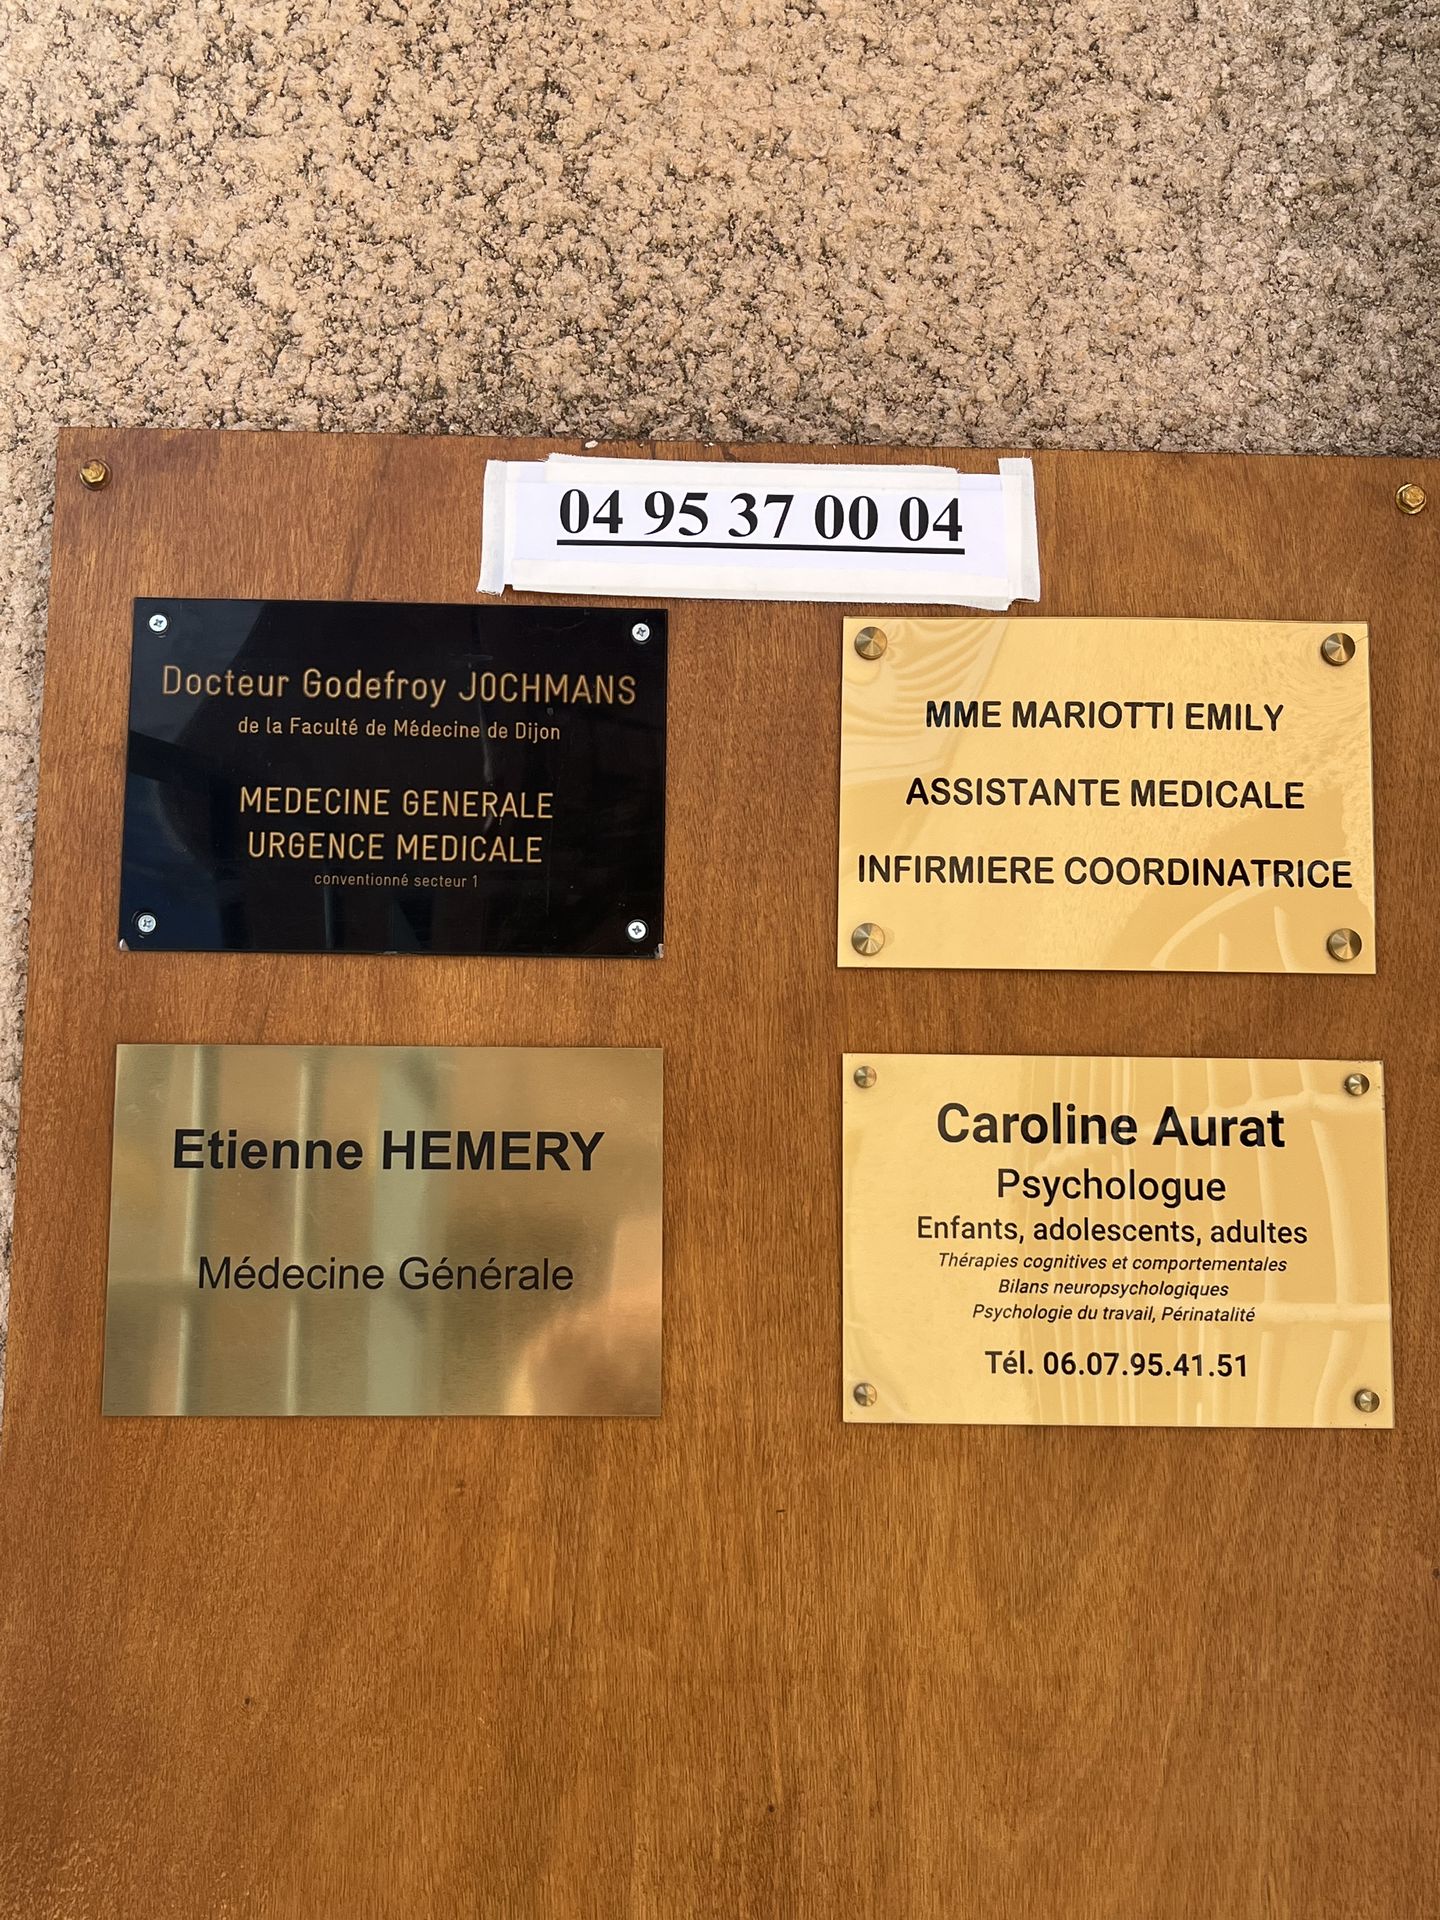 04 95 37 00 04
Docteur Godefroy JOCHMANS
de la Faculté de Médecine de Dijon
MEDECINE GENERALE
URGENCE MEDICALE
conventionné secteur 1
MME MARIOTTI EMILY
ASSISTANTE MEDICALE
INFIRMIERE COORDINATRICE
Etienne HEMERY
Médecine Générale
Caroline Aurat
Psychologue
Enfants, adolescents, adultes
Thérapies cognitives et comportementales
Bilans neuropsychologiques
Psychologie du travail, Périnatalité
Tél. 06.07.95.41.51